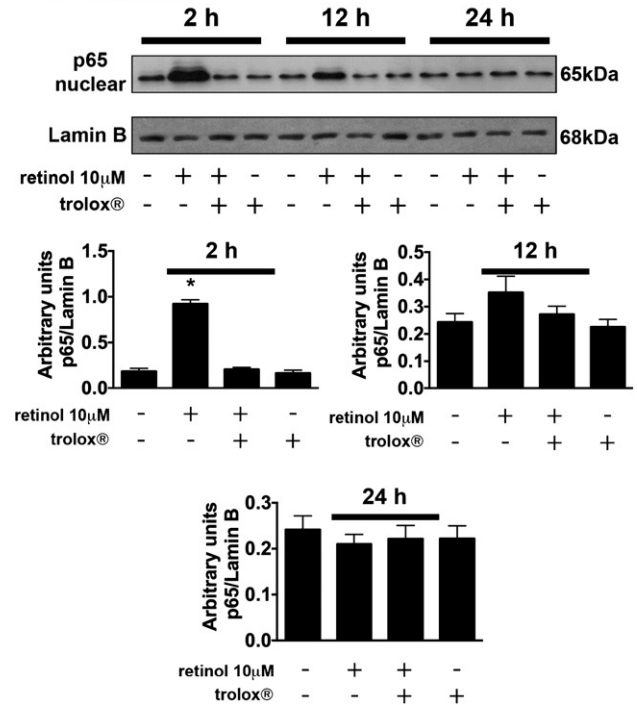 2 h 12 h 24 h
p65
nuclear
65kDa
Lamin B 68kDa
retinol 10μM - + + - - + + - - + + -
trolox® - - + + - - + + - - + +
2 h
Arbitrary units
p65/Lamin B
1.5
1.0
0.5
0.0
*
retinol 10μM - + + -
trolox® - - + +
12 h
Arbitrary units
p65/Lamin B
0.5
0.4
0.3
0.2
0.1
0.0
retinol 10μM - + + -
trolox® - - + +
24 h
Arbitrary units
p65/Lamin B
0.3
0.2
0.1
0.0
retinol 10μM - + + -
trolox® - - + +